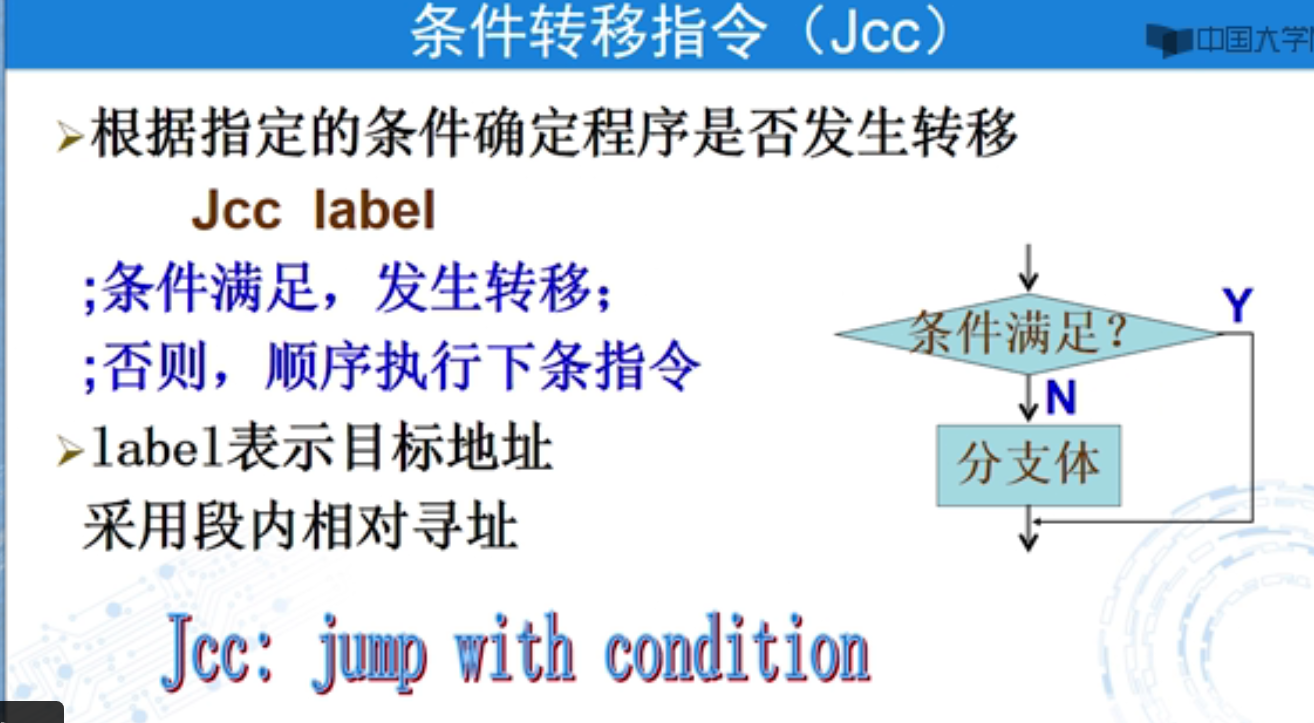 条件转移指令（Jcc）
中国大学
➢根据指定的条件确定程序是否发生转移
Jcc label
;条件满足，发生转移；
;否则，顺序执行下条指令
➢label表示目标地址
采用段内相对寻址
条件满足？
Y
N
分支体
Jcc: jump with condition